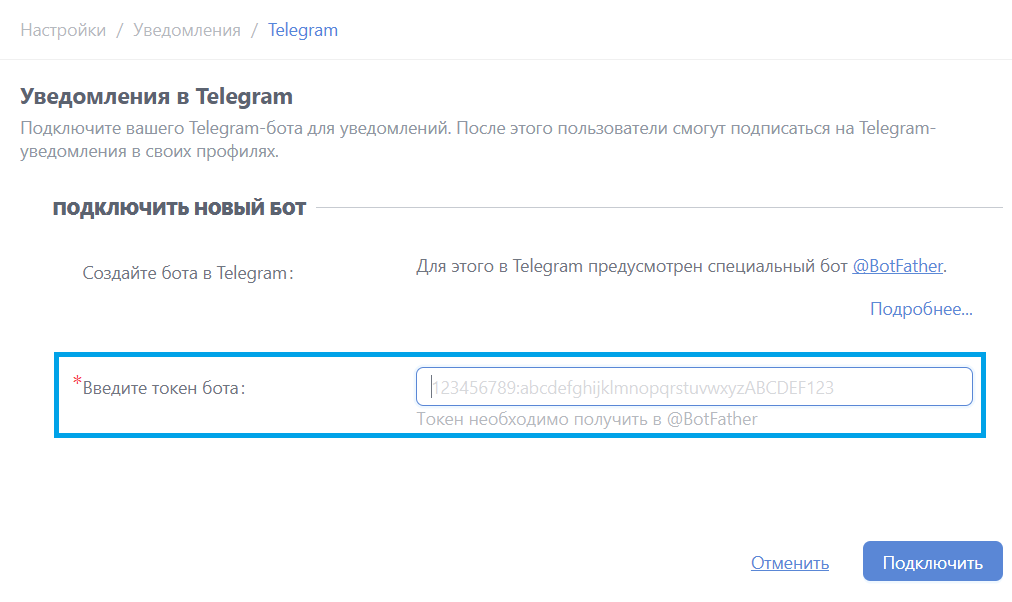 Настройки / Уведомления / Telegram
Уведомления в Telegram
Подключите вашего Telegram-бота для уведомлений. После этого пользователи смогут подписаться на Telegram-
уведомления в своих профилях.
подключить новый бот
Создайте бота в Telegram:
Для этого в Telegram предусмотрен специальный бот @BotFather.
Подробнее...
*Введите токен бота:
123456789:abcdefghijklmnopqrstuvwxyzABCDEF123
Токен необходимо получить в @BotFather
Отменить
Подключить